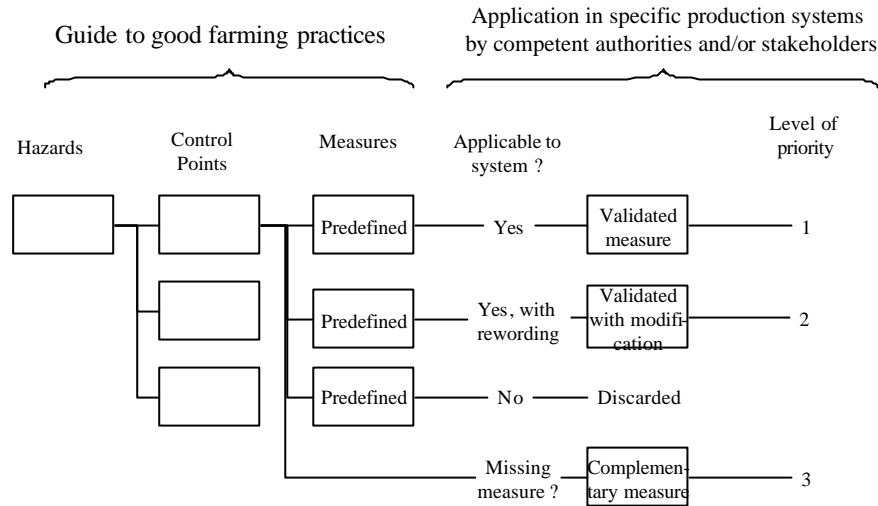 Guide to good farming practices
Application in specific production systems
by competent authorities and/or stakeholders
Hazards
Control
Points
Measures
Applicable to
system ?
Level of
priority
Predefined
Yes
Validated
measure
1
Predefined
Yes, with
rewording
Validated
with modifi-
cation
2
Predefined
No
Discarded
Missing
measure ?
Complemen-
tary measure
3